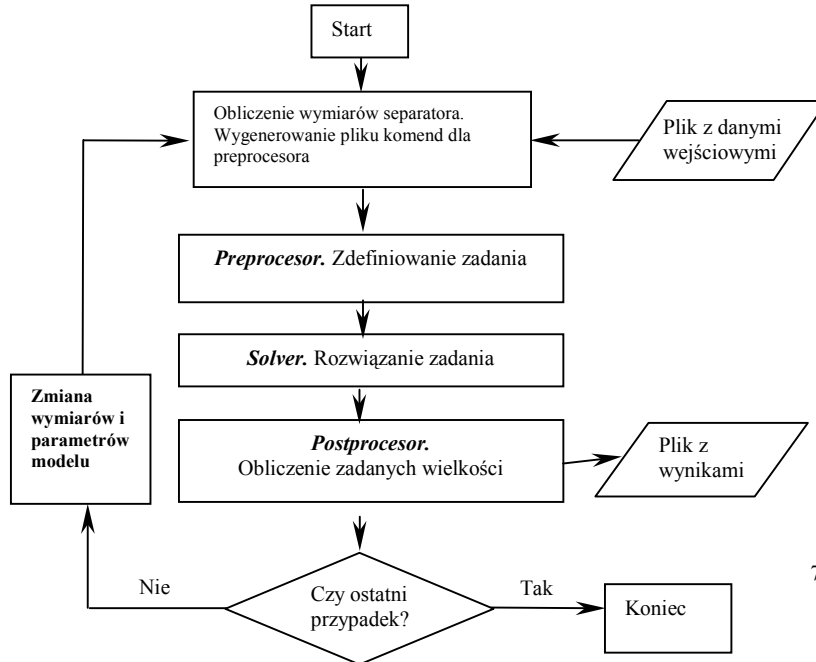 Start
Obliczenie wymiarów separatora.
Wygenerowanie pliku komend dla
preprocesora
Plik z danymi
wejściowymi
Preprocesor. Zdefiniowanie zadania
Solver. Rozwiązanie zadania
Zmiana
wymiarów i
parametrów
modelu
Postprocesor.
Obliczenie zadanych wielkości
Plik z
wynikami
Nie
Czy ostatni
przypadek?
Tak
Koniec
7